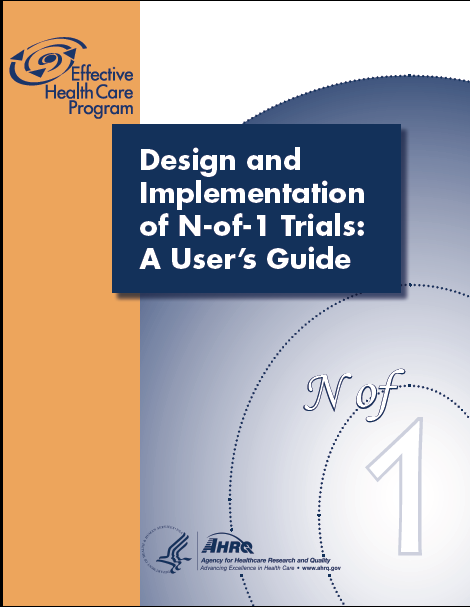 Effective
Health Care
Program
Design and
Implementation
of N-of-1 Trials:
A User’s Guide
N of
1
AHRQ
Agency for Healthcare Research and Quality
Advancing Excellence in Health Care • www.ahrq.gov